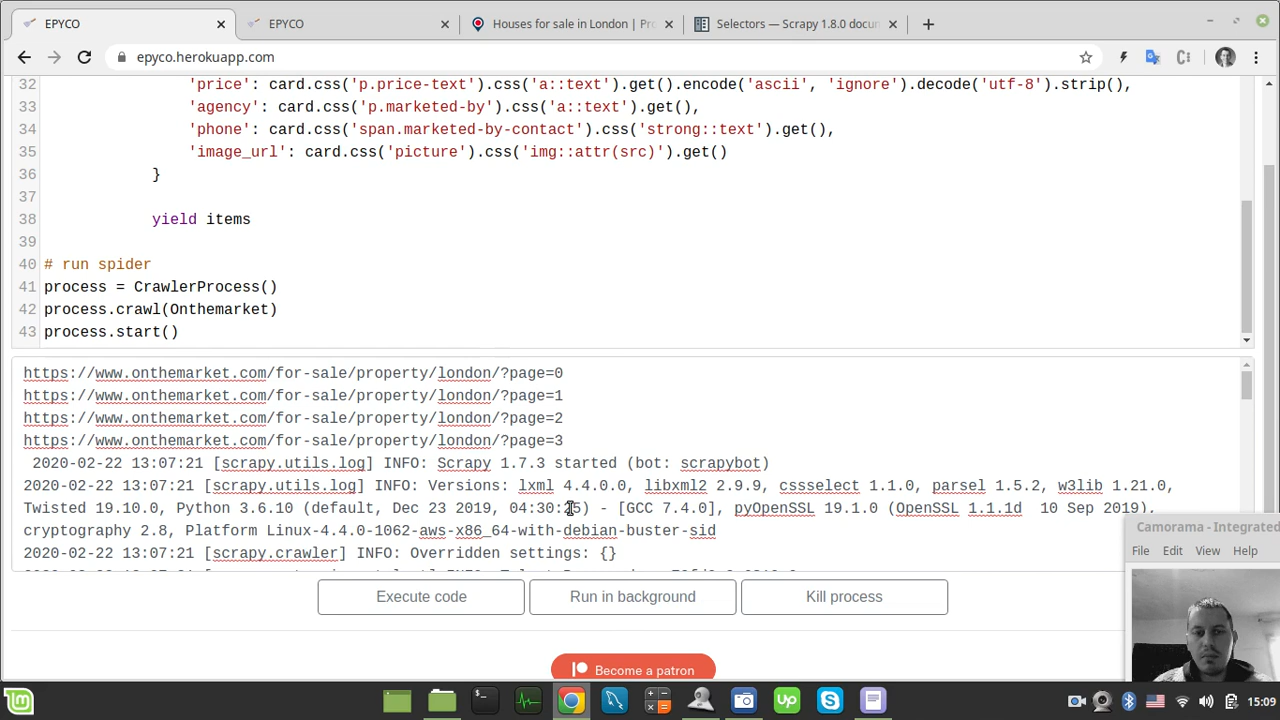 EPYCO
EPYCO
Houses for sale in London | Pro
Selectors — Scrapy 1.8.0 docum
epyco.herokuapp.com
32 'price': card.css('p.price-text').css('a::text').get().encode('ascii', 'ignore').decode('utf-8').strip(),
33 'agency': card.css('p.marketed-by').css('a::text').get(),
34 'phone': card.css('span.marketed-by-contact').css('strong::text').get(),
35 'image_url': card.css('picture').css('img::attr(src)').get()
36 }
37
38 yield items
39
40 # run spider
41 process = CrawlerProcess()
42 process.crawl(Onthemarket)
43 process.start()
https://www.onthemarket.com/for-sale/property/london/?page=0
https://www.onthemarket.com/for-sale/property/london/?page=1
https://www.onthemarket.com/for-sale/property/london/?page=2
https://www.onthemarket.com/for-sale/property/london/?page=3
2020-02-22 13:07:21 [scrapy.utils.log] INFO: Scrapy 1.7.3 started (bot: scrapybot)
2020-02-22 13:07:21 [scrapy.utils.log] INFO: Versions: lxml 4.4.0.0, libxml2 2.9.9, cssselect 1.1.0, parsel 1.5.2, w3lib 1.21.0,
Twisted 19.10.0, Python 3.6.10 (default, Dec 23 2019, 04:30:25) - [GCC 7.4.0], pyOpenSSL 19.1.0 (OpenSSL 1.1.1d 10 Sep 2019),
cryptography 2.8, Platform Linux-4.4.0-1062-aws-x86_64-with-debian-buster-sid
2020-02-22 13:07:21 [scrapy.crawler] INFO: Overridden settings: {}
Execute code
Run in background
Kill process
Become a patron
Camorama - Integrated
File Edit View Help
Up
15:09